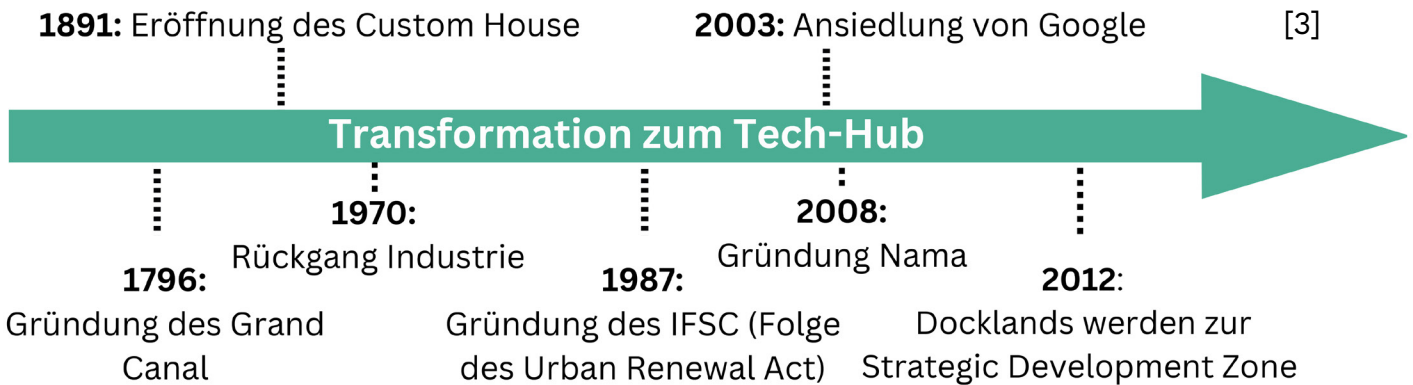 1891: Eröffnung des Custom House
2003: Ansiedlung von Google
[3]
Transformation zum Tech-Hub
1796:
Gründung des Grand
Canal
1970:
Rückgang Industrie
1987:
Gründung des IFSC (Folge
des Urban Renewal Act)
2008:
Gründung Nama
2012:
Docklands werden zur
Strategic Development Zone